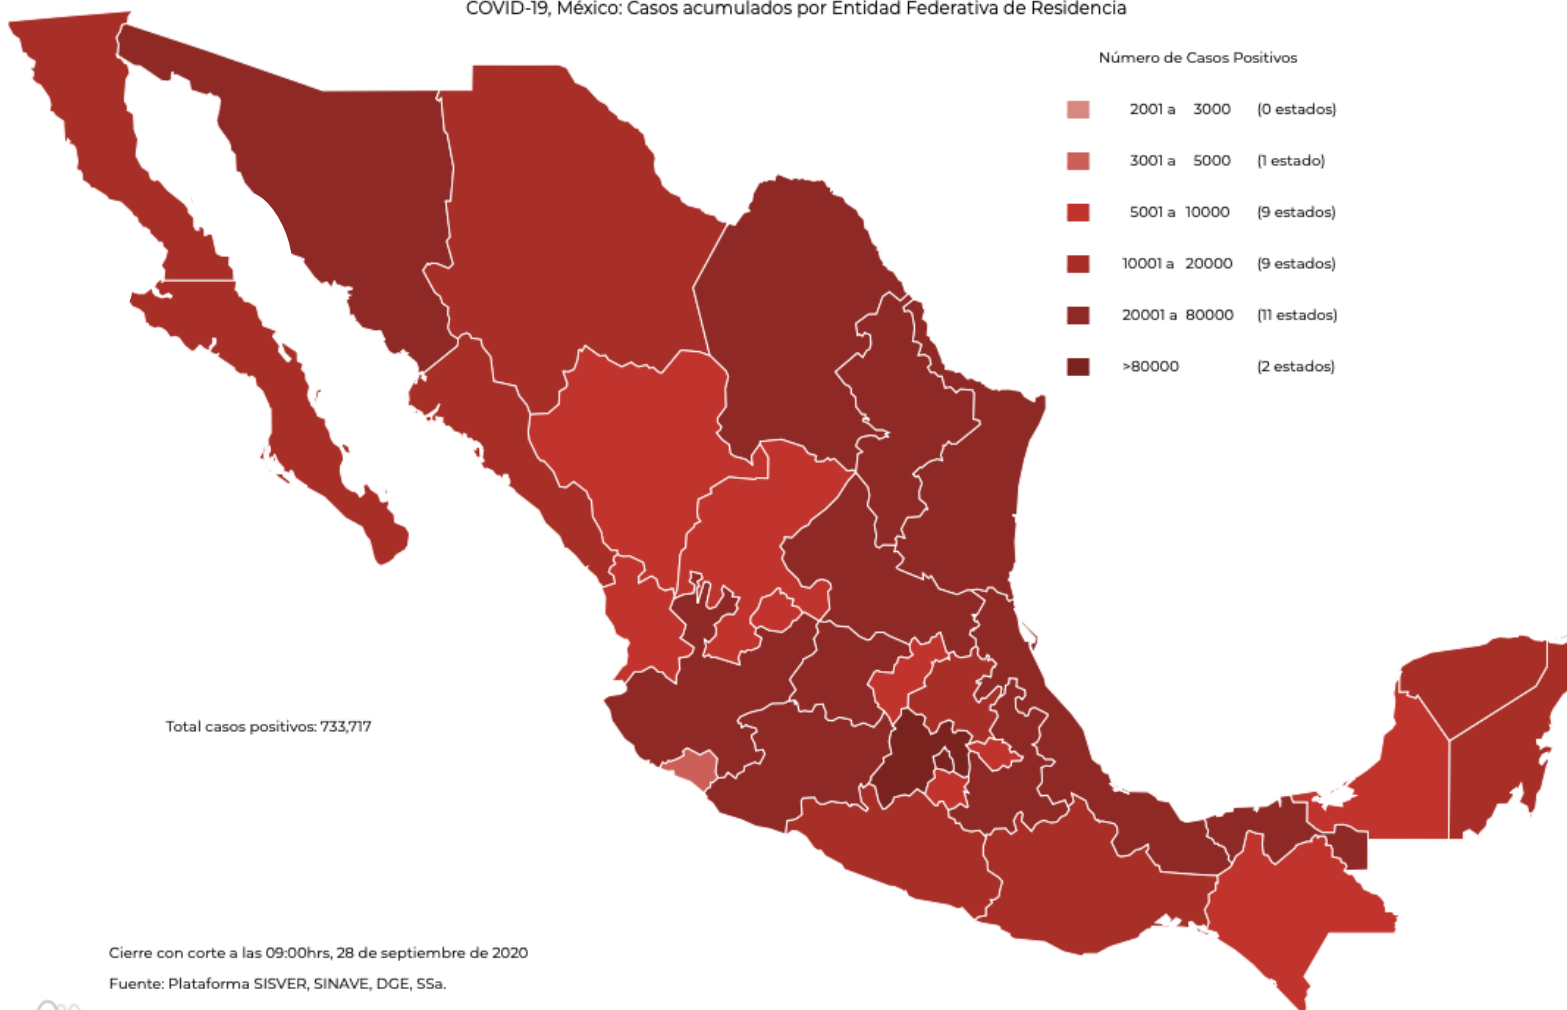 COVID-19, México: Casos acumulados por Entidad Federativa de Residencia
Número de Casos Positivos
2001 a 3000 (0 estados)
3001 a 5000 (1 estado)
5001 a 10000 (9 estados)
10001 a 20000 (9 estados)
20001 a 80000 (11 estados)
>80000 (2 estados)
Total casos positivos: 733,717
Cierre con corte a las 09:00hrs, 28 de septiembre de 2020
Fuente: Plataforma SISVER, SINAVE, DGE, SSa.